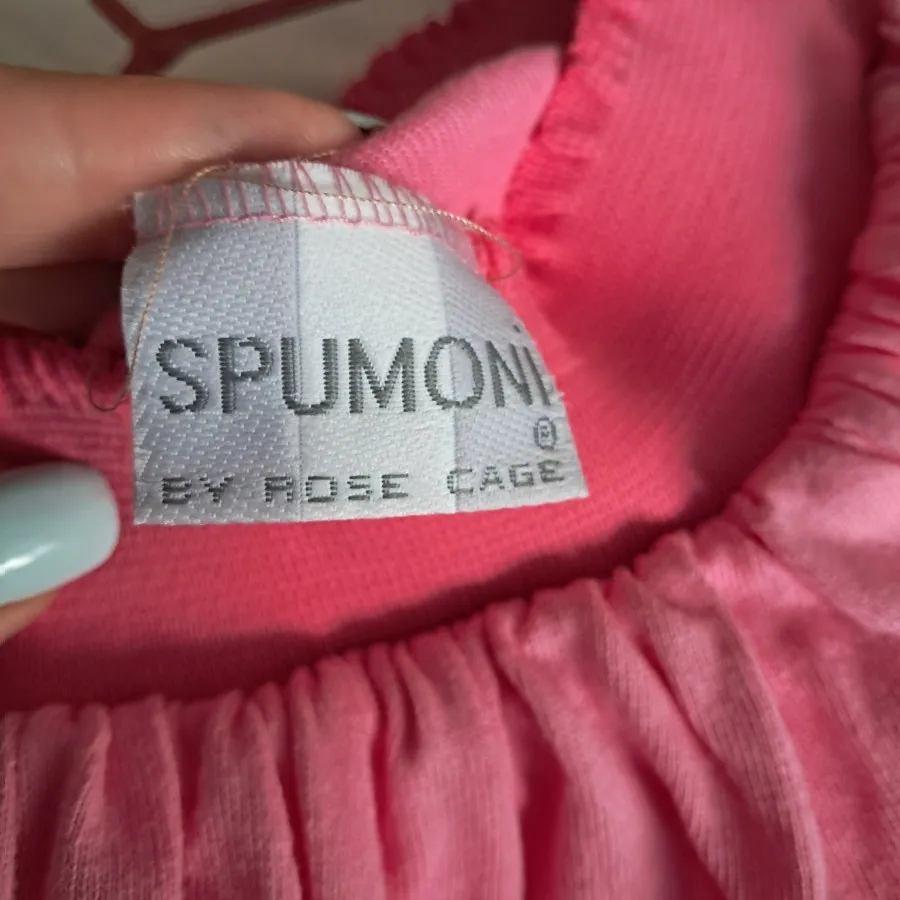 SPUMONI
®
BY ROSE CAGE